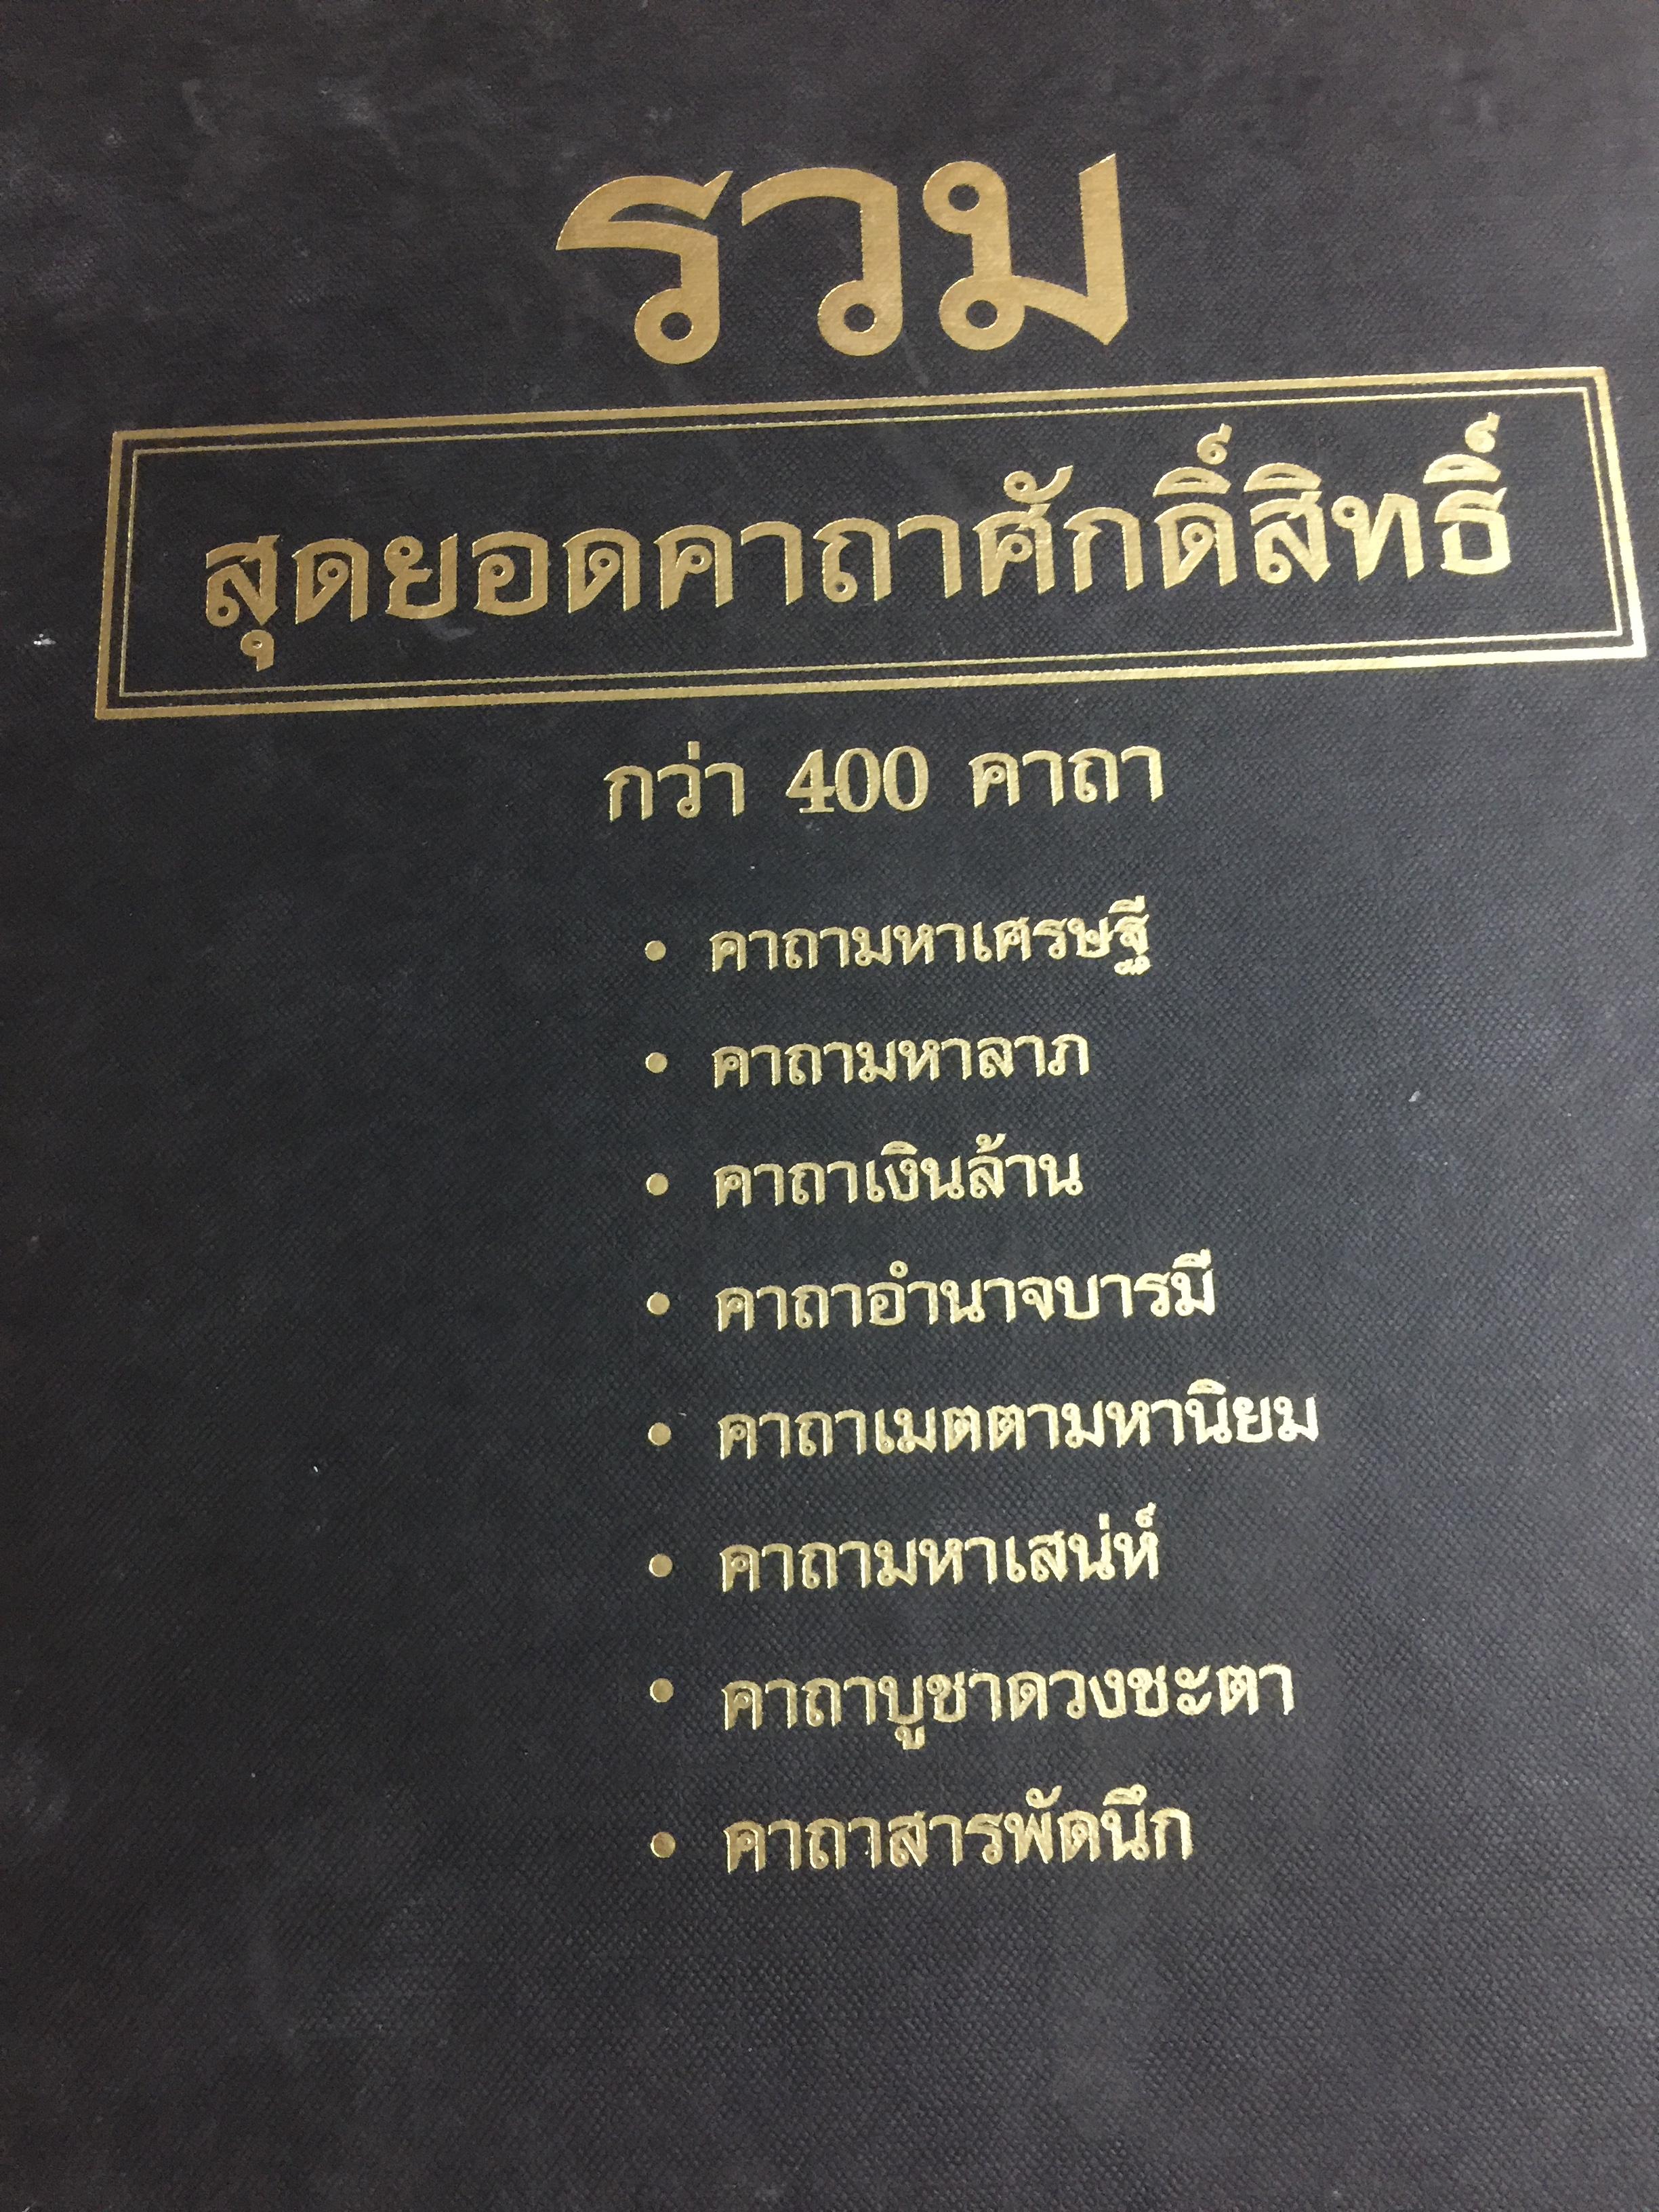 รวม
สุดยอดคาถาศักดิ์สิทธิ์
กว่า 400 คาถา
• คาถามหาเศรษฐี
• คาถามหาลาภ
• คาถาเงินล้าน
• คาถาอำนาจบารมี
• คาถาเมตตามหานิยม
• คาถามหาเสน่ห์
• คาถาบูชาดวงชะตา
• คาถาสารพัดนึก